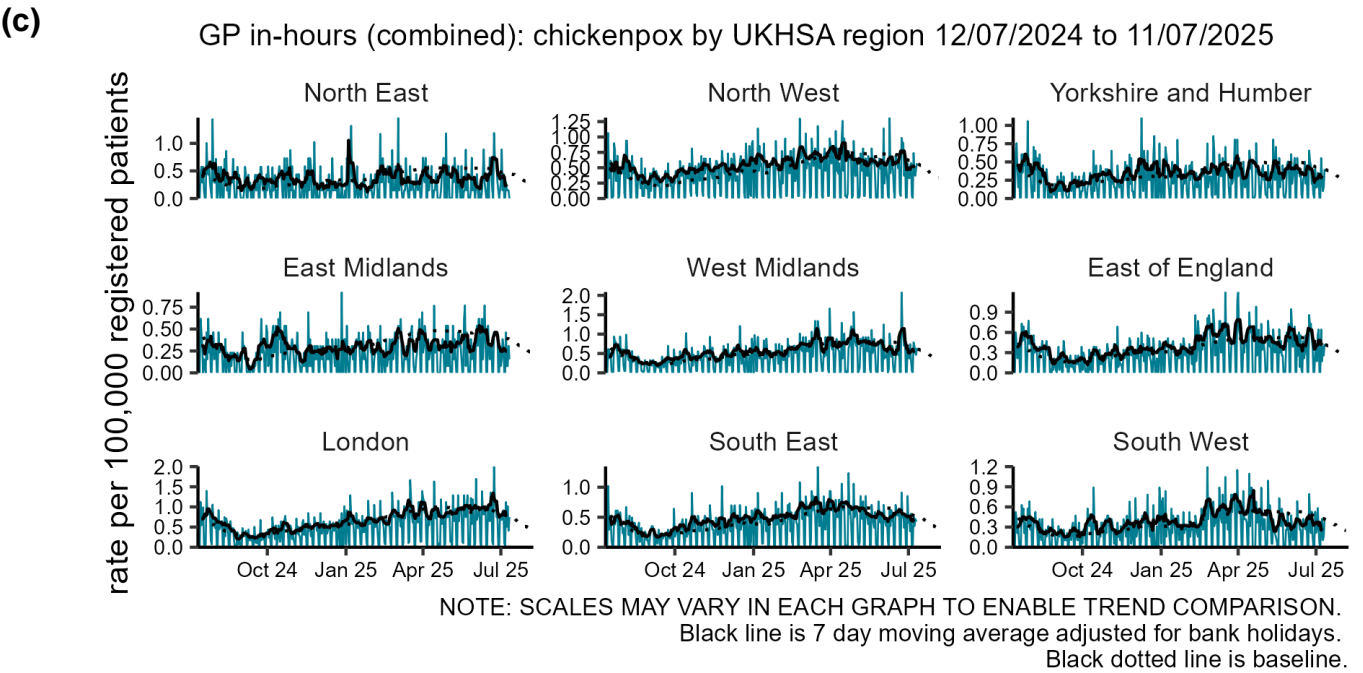 (c)
GP in-hours (combined): chickenpox by UKHSA region 12/07/2024 to 11/07/2025
rate per 100,000 registered patients
North East
1.0
0.5
0.0
North West
1.25
1.00
0.75
0.50
0.25
0.00
Yorkshire and Humber
1.00
0.75
0.50
0.25
0.00
East Midlands
0.75
0.50
0.25
0.00
West Midlands
2.0
1.5
1.0
0.5
0.0
East of England
0.9
0.6
0.3
0.0
London
2.0
1.5
1.0
0.5
0.0
Oct 24 Jan 25 Apr 25 Jul 25
South East
1.0
0.5
0.0
Oct 24 Jan 25 Apr 25 Jul 25
South West
1.2
0.9
0.6
0.3
0.0
Oct 24 Jan 25 Apr 25 Jul 25
NOTE: SCALES MAY VARY IN EACH GRAPH TO ENABLE TREND COMPARISON.
Black line is 7 day moving average adjusted for bank holidays.
Black dotted line is baseline.